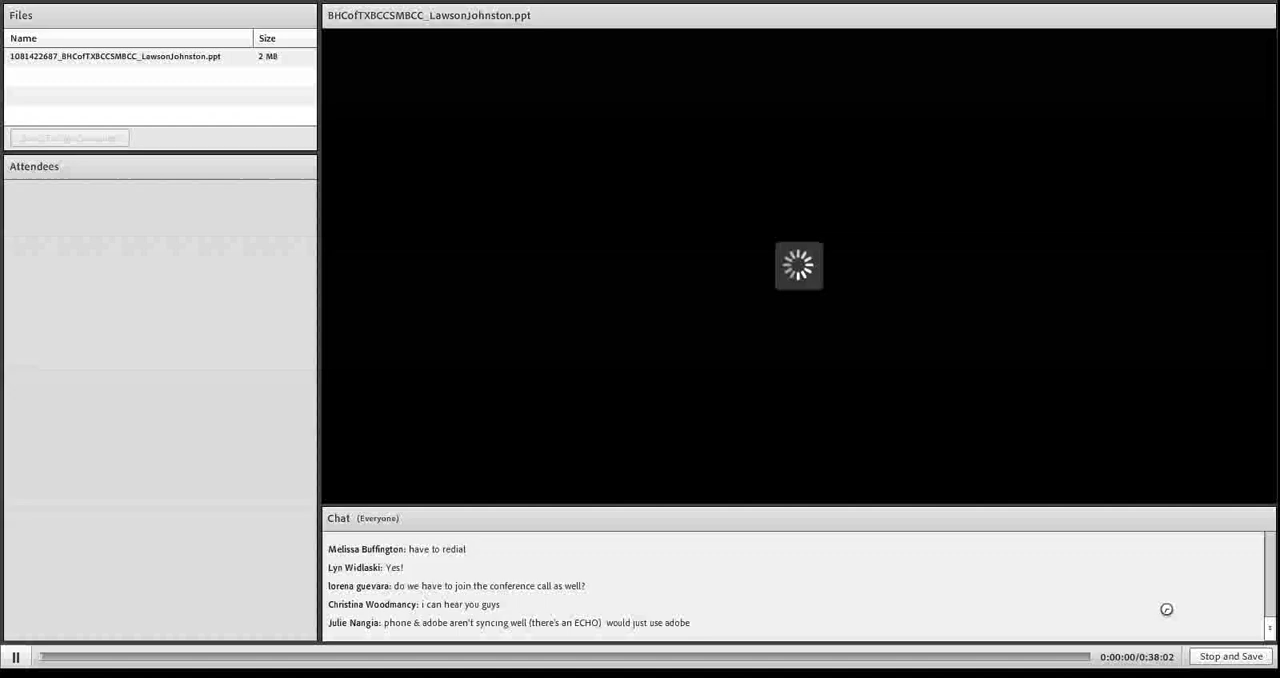 Files
Name Size
1081422687_BHCofTXBCCSMBCC_LawsonJohnston.ppt 2 MB
Attendees
BHCofTXBCCSMBCC_LawsonJohnston.ppt
Chat (Everyone)
Melissa Buffington: have to redial
Lyn Widlaski: Yes!
lorena guevara: do we have to join the conference call as well?
Christina Woodmancy: i can hear you guys
Julie Nangia: phone & adobe aren't syncing well (there's an ECHO) would just use adobe
0:00:00/0:38:02 Stop and Save